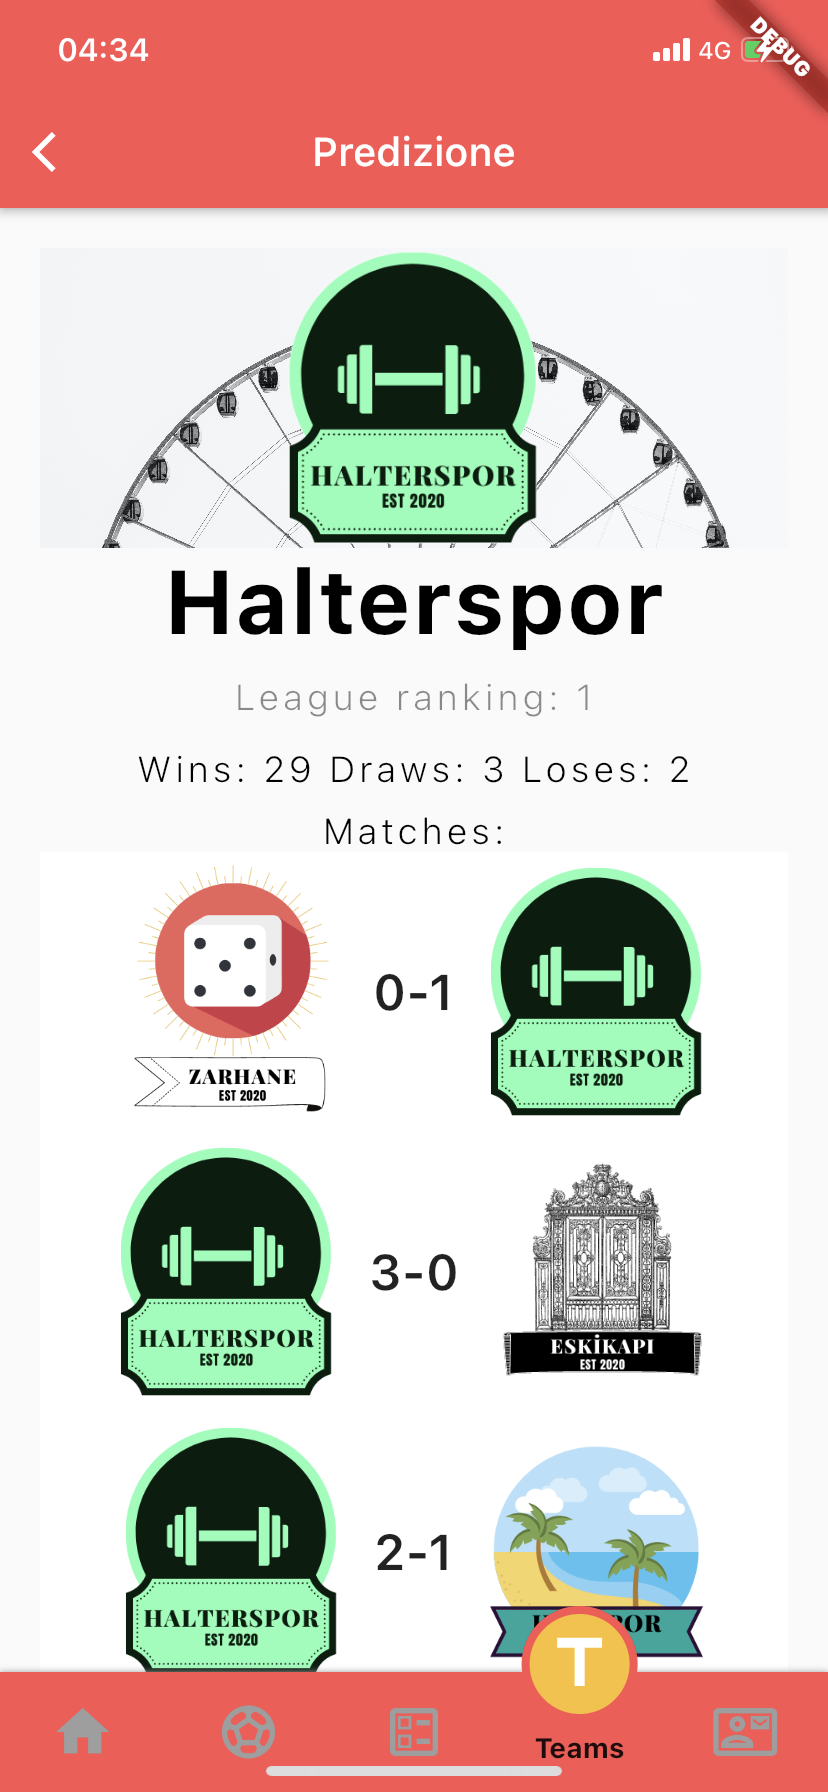 04:34
4G
DEBUG
Predizione
HALTERSPOR
EST 2020
Halterspor
League ranking: 1
Wins: 29 Draws: 3 Loses: 2
Matches:
0-1
ZARHANE
EST 2020
HALTERSPOR
EST 2020
3-0
HALTERSPOR
EST 2020
ESKİKAPI
EST 2020
2-1
HALTERSPOR
EST 2020
T
Teams